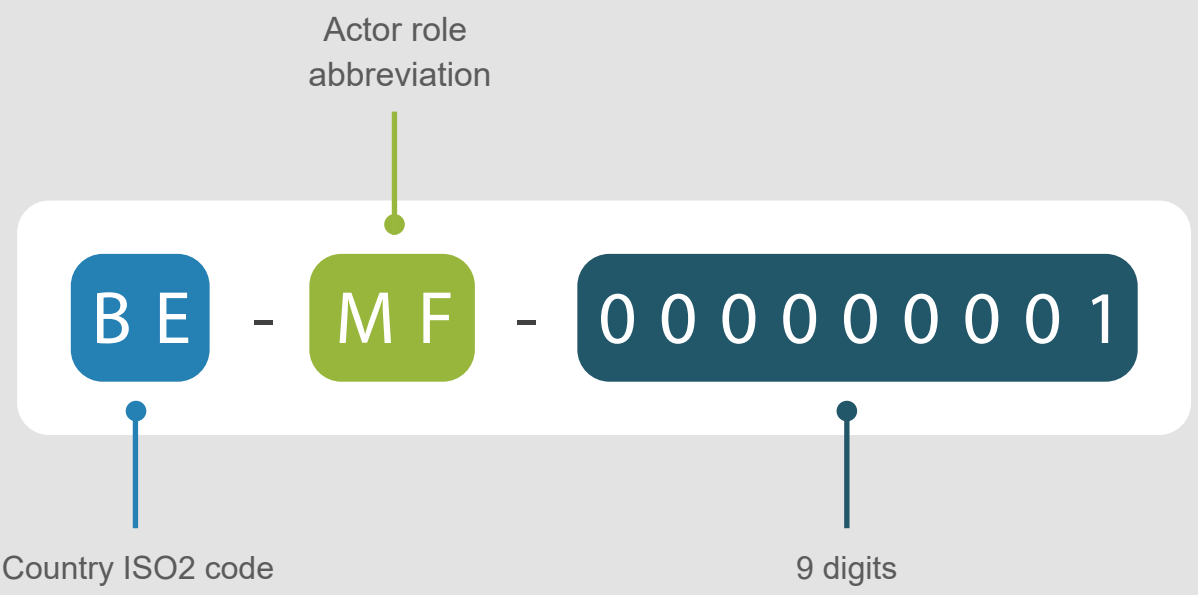 Actor role
abbreviation
B E - M F - 0 0 0 0 0 0 0 0 1
Country ISO2 code
9 digits